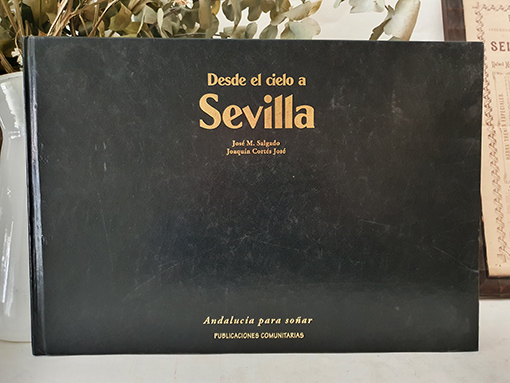 Desde el cielo a
Sevilla
José M. Salgado
Joaquín Cortés José
Andalucía para soñar
PUBLICACIONES COMUNITARIAS